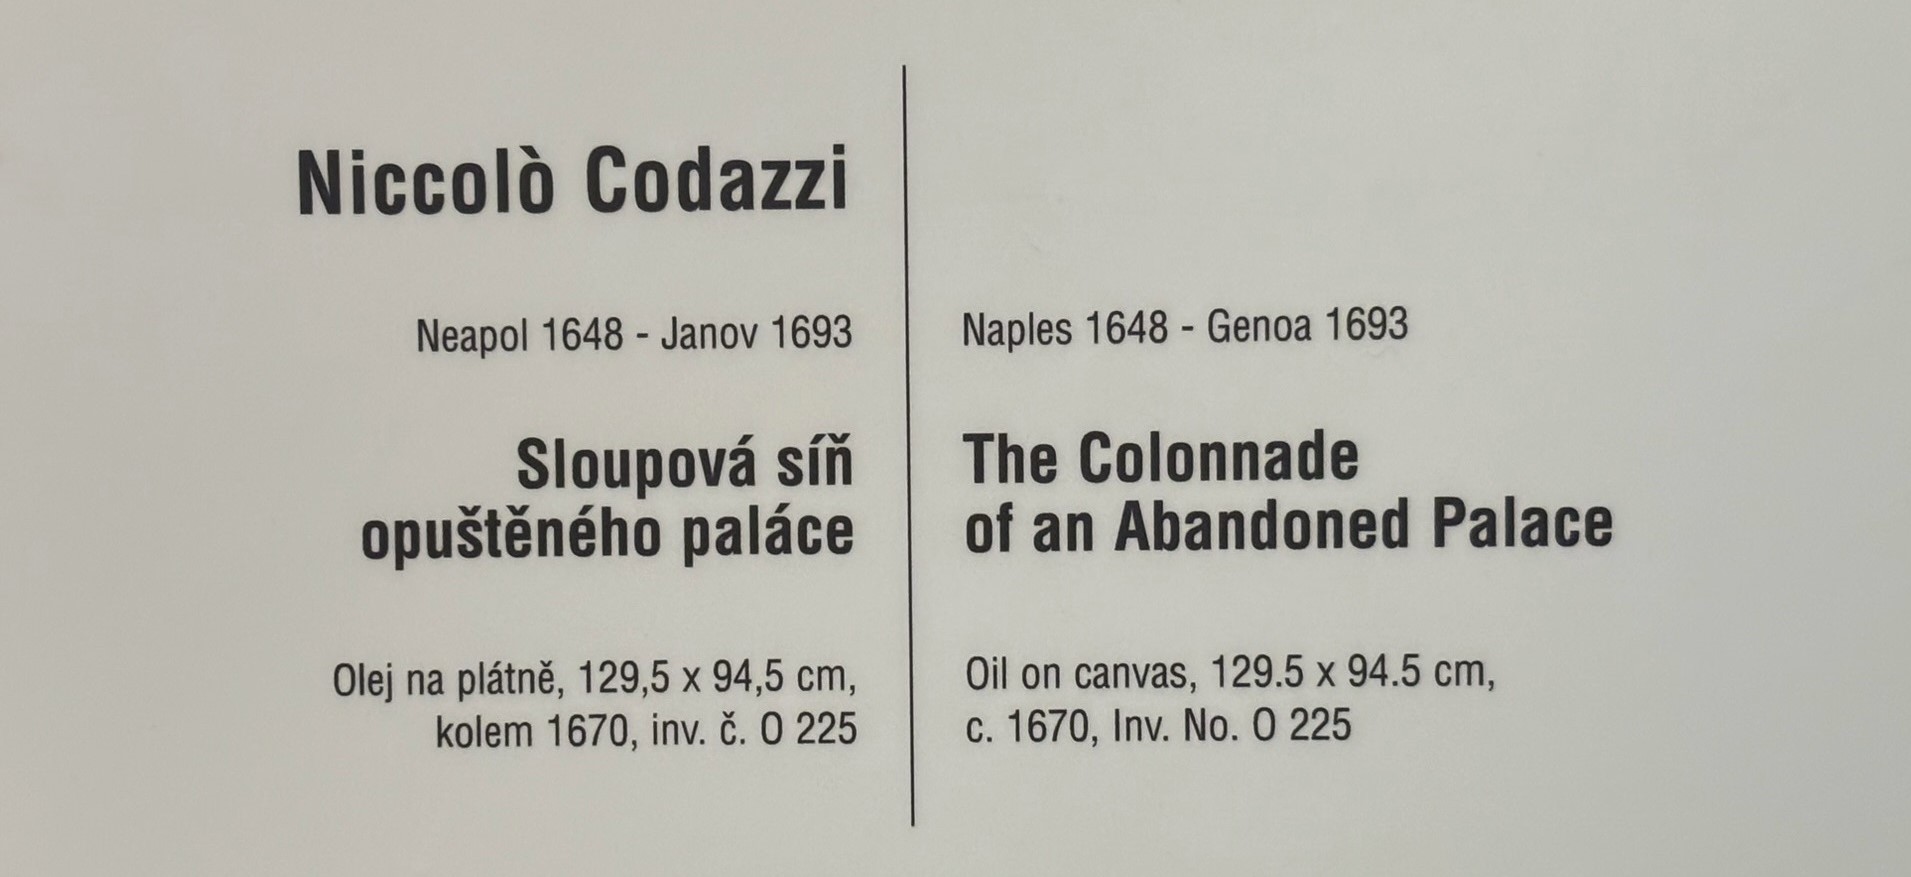 Niccolò Codazzi
Neapol 1648 - Janov 1693
Sloupová síň
opuštěného paláce
Olej na plátně, 129,5 x 94,5 cm,
kolem 1670, inv. č. O 225
Naples 1648 - Genoa 1693
The Colonnade
of an Abandoned Palace
Oil on canvas, 129.5 x 94.5 cm,
c. 1670, Inv. No. O 225